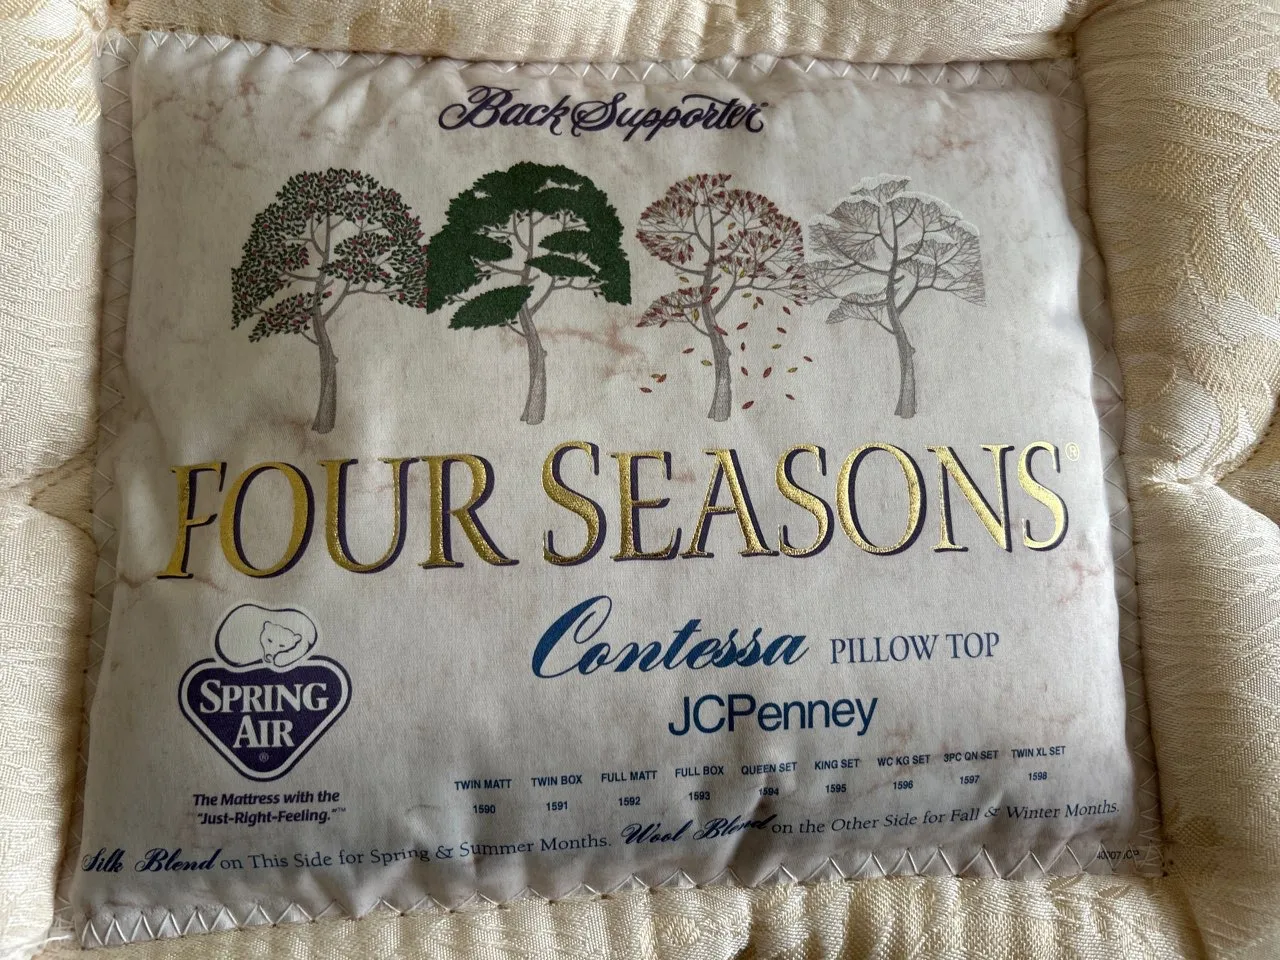 Back Supporter
FOUR SEASONS®
Contessa PILLOW TOP
JCPenney
SPRING
AIR
®
The Mattress with the
"Just-Right-Feeling."
TWIN MATT TWIN BOX FULL MATT FULL BOX QUEEN SET KING SET WC KG SET 3PC QN SET TWIN XL SET
1590 1591 1592 1593 1594 1595 1596 1597 1598
Silk Blend on This Side for Spring & Summer Months. Wool Blend on the Other Side for Fall & Winter Months.